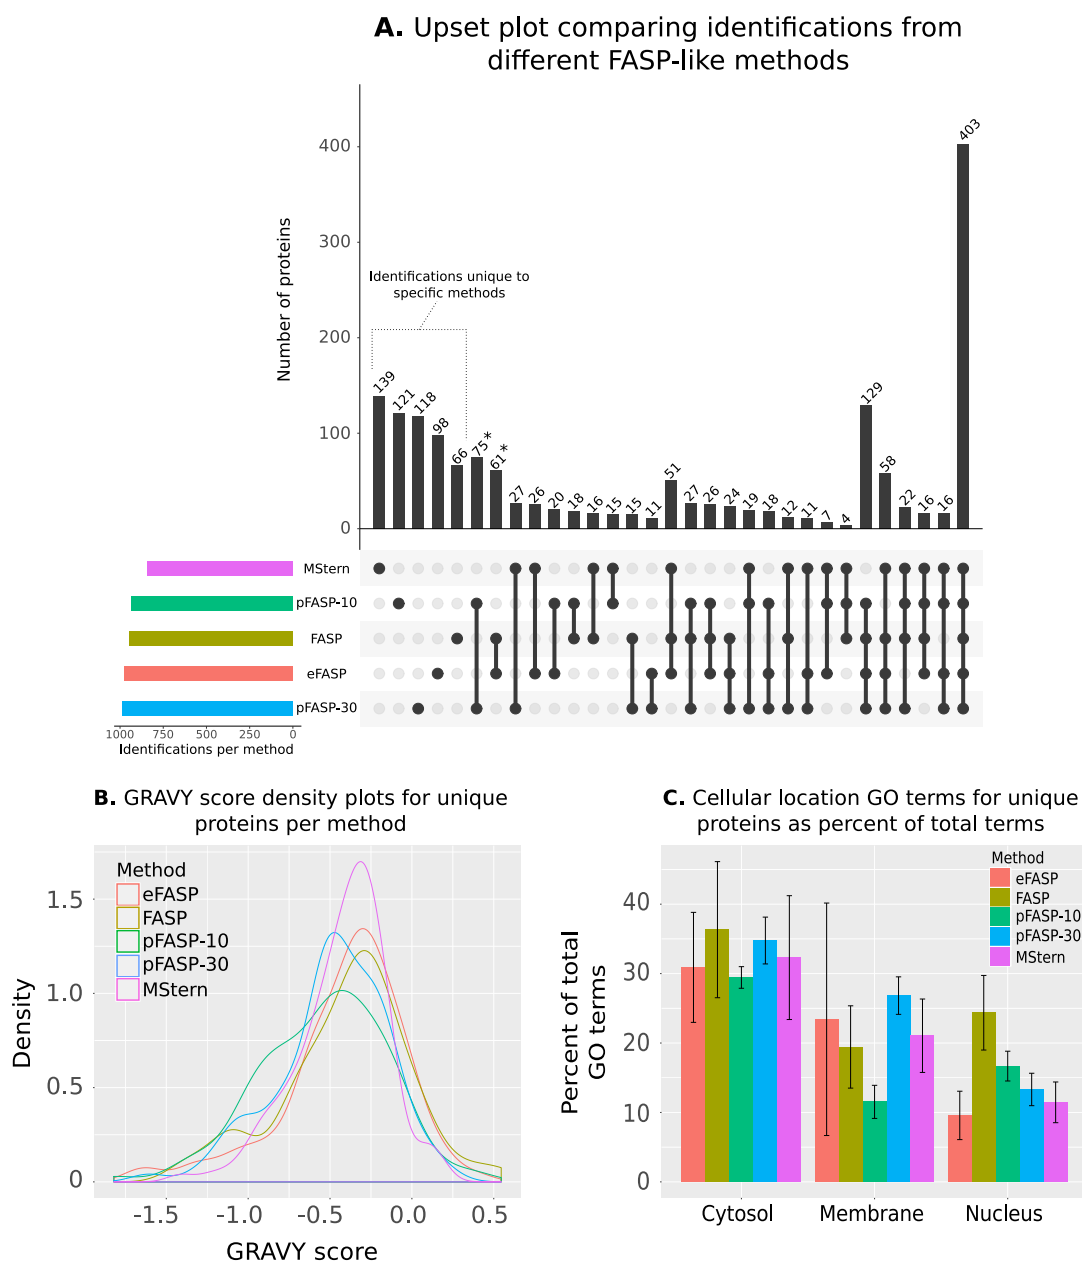 A. Upset plot comparing identifications from
different FASP-like methods
Number of proteins
400
300
200
100
0
Identifications unique to
specific methods
139
121
118
98
66
75*
61*
27
26
20
18
16
15
15
11
51
27
26
24
19
18
12
11
7
4
129
58
22
16
16
403
MStern
pFASP-10
FASP
eFASP
pFASP-30
1000 750 500 250 0
Identifications per method
B. GRAVY score density plots for unique
proteins per method
Method
eFASP
FASP
pFASP-10
pFASP-30
MStern
Density
1.5
1.0
0.5
0
-1.5 -1.0 -0.5 0.0 0.5
GRAVY score
C. Cellular location GO terms for unique
proteins as percent of total terms
Method
eFASP
FASP
pFASP-10
pFASP-30
MStern
Percent of total
GO terms
40
30
20
10
0
Cytosol Membrane Nucleus